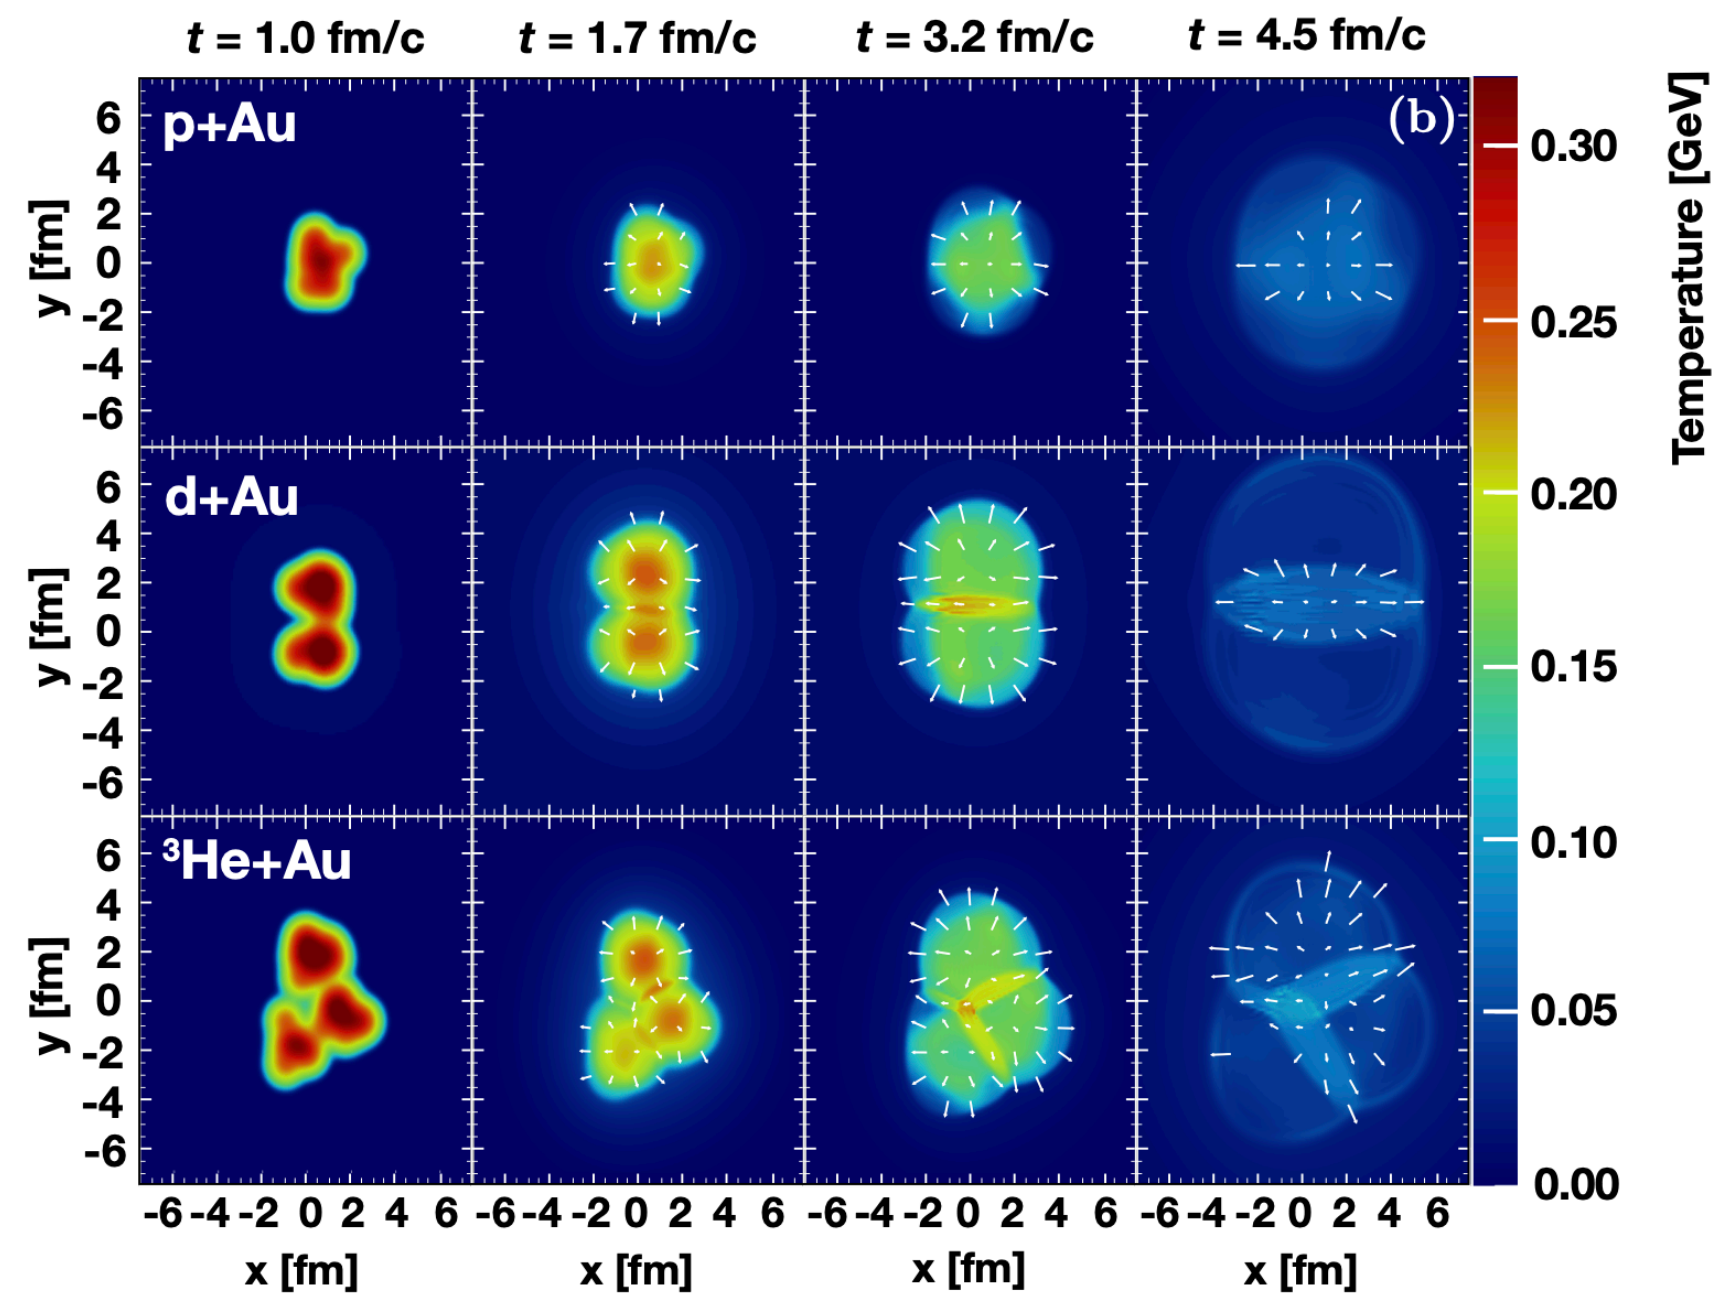 t = 1.0 fm/c t = 1.7 fm/c t = 3.2 fm/c t = 4.5 fm/c
p+Au
(b)
6
4
2
0
-2
-4
-6
y [fm]
d+Au
6
4
2
0
-2
-4
-6
y [fm]
³He+Au
6
4
2
0
-2
-4
-6
y [fm]
-6 -4 -2 0 2 4 6 -6 -4 -2 0 2 4 6 -6 -4 -2 0 2 4 6 -6 -4 -2 0 2 4 6
x [fm] x [fm] x [fm] x [fm]
0.30
0.25
0.20
0.15
0.10
0.05
0.00
Temperature [GeV]